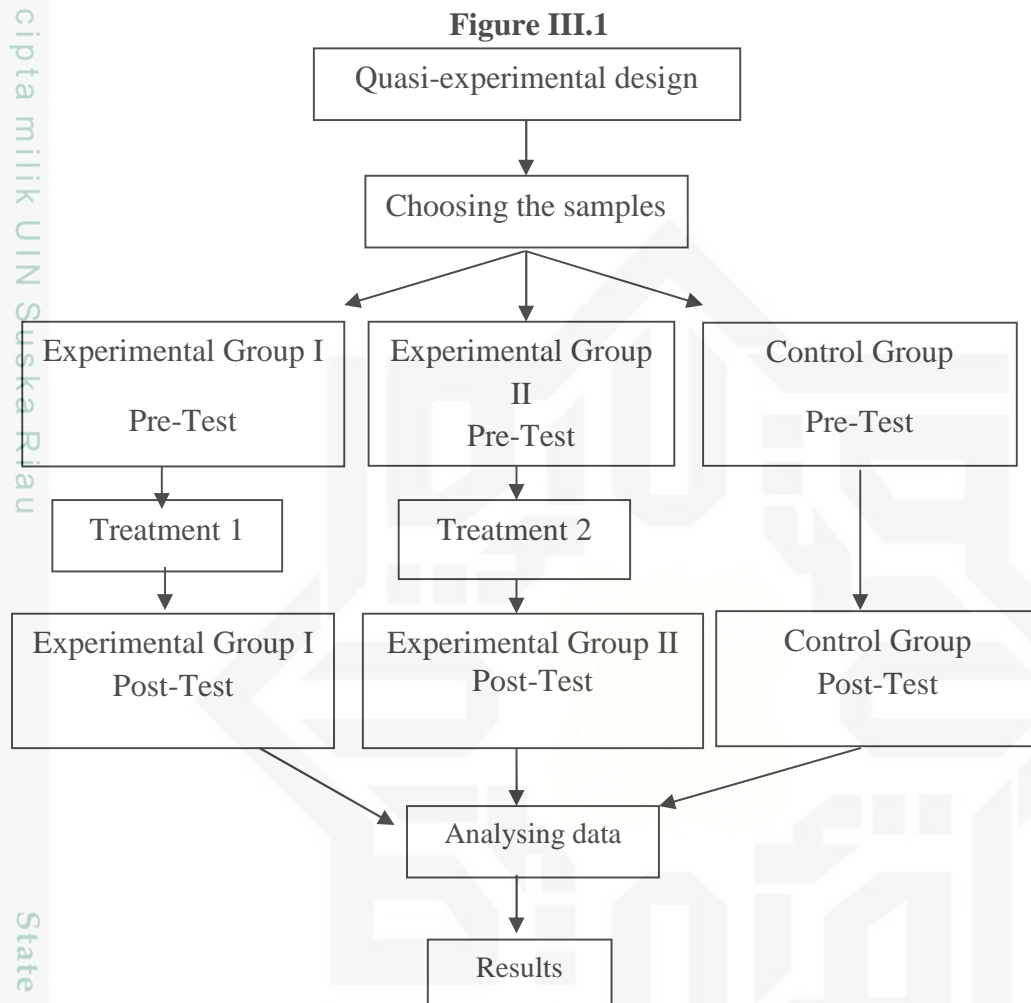 Figure III.1
Quasi-experimental design
Choosing the samples
Experimental Group I
Pre-Test
Experimental Group
II
Pre-Test
Control Group
Pre-Test
Treatment 1
Treatment 2
Experimental Group I
Post-Test
Experimental Group II
Post-Test
Control Group
Post-Test
Analysing data
Results
cipta milik UIN Suska Riau
State